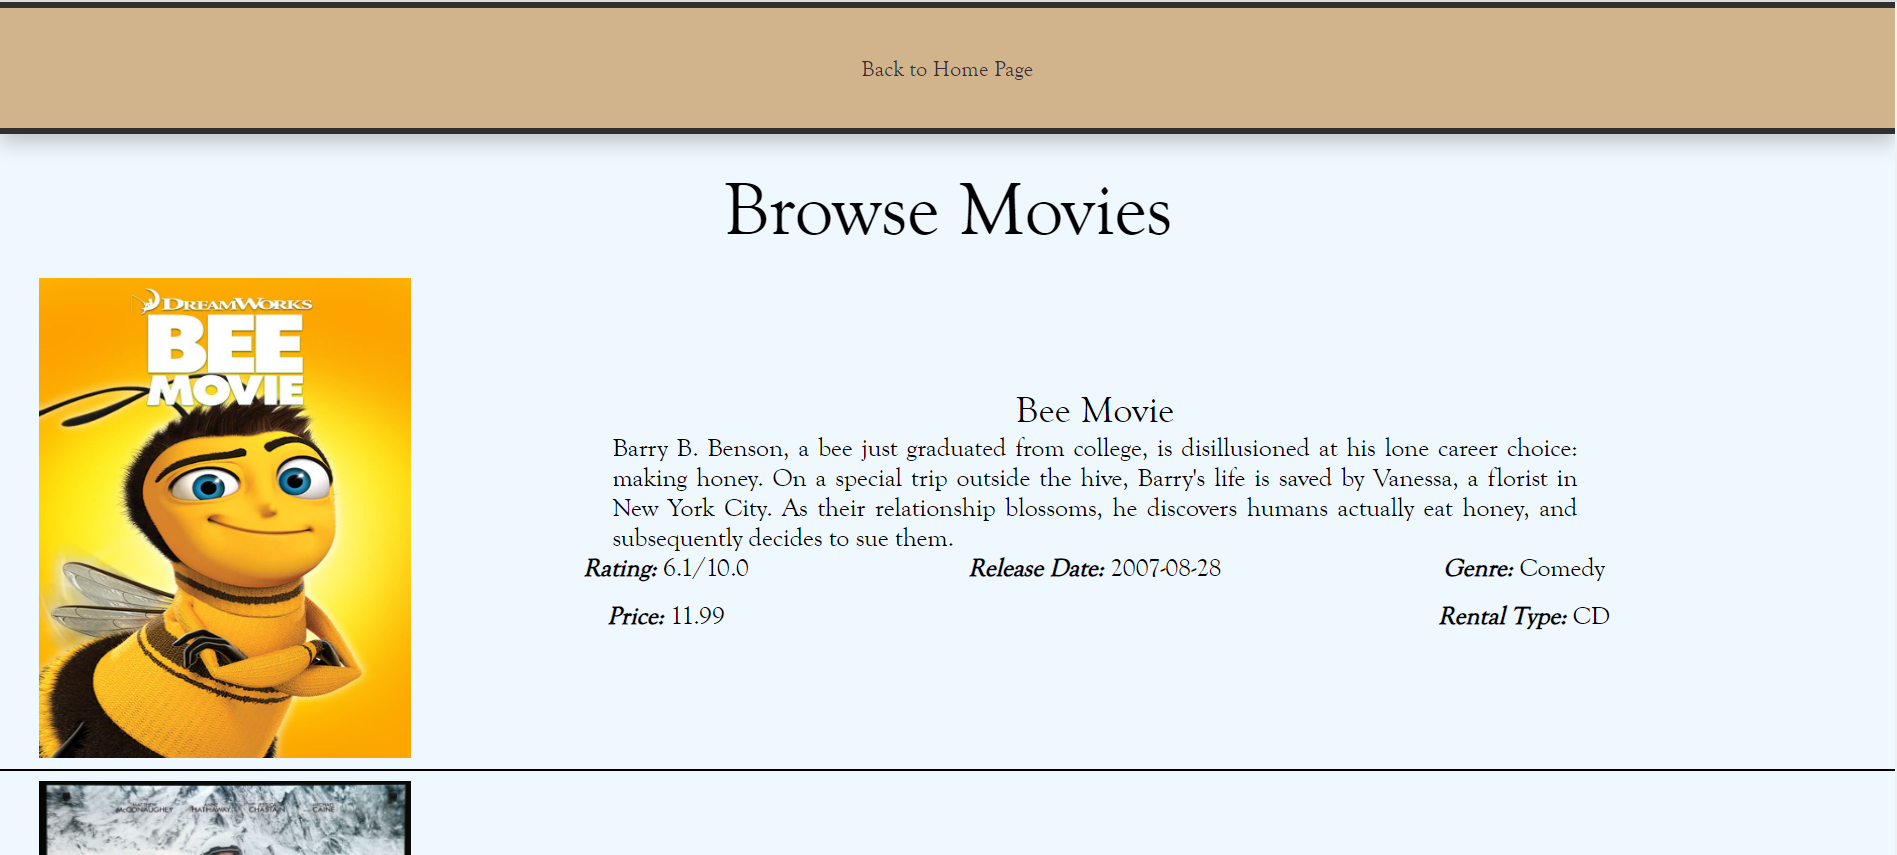 Back to Home Page
Browse Movies
DREAMWORKS
BEE
MOVIE
Bee Movie
Barry B. Benson, a bee just graduated from college, is disillusioned at his lone career choice:
making honey. On a special trip outside the hive, Barry's life is saved by Vanessa, a florist in
New York City. As their relationship blossoms, he discovers humans actually eat honey, and
subsequently decides to sue them.
Rating: 6.1/10.0 Release Date: 2007-08-28 Genre: Comedy
Price: 11.99 Rental Type: CD
McCONAUGHEY HATHAWAY CHASTAIN CAINE